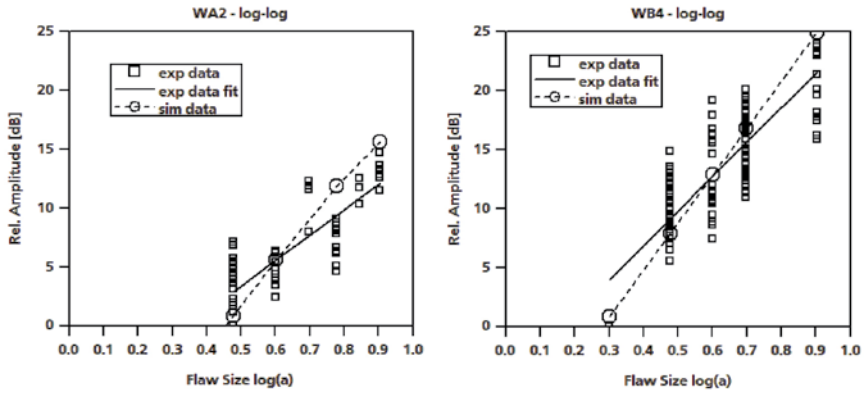 WA2 - log-log
25
20
15
10
5
0
Rel. Amplitude [dB]
exp data
exp data fit
sim data
0.0 0.1 0.2 0.3 0.4 0.5 0.6 0.7 0.8 0.9 1.0
Flaw Size log(a)
WB4 - log-log
25
20
15
10
5
0
Rel. Amplitude [dB]
exp data
exp data fit
sim data
0.0 0.1 0.2 0.3 0.4 0.5 0.6 0.7 0.8 0.9 1.0
Flaw Size log(a)